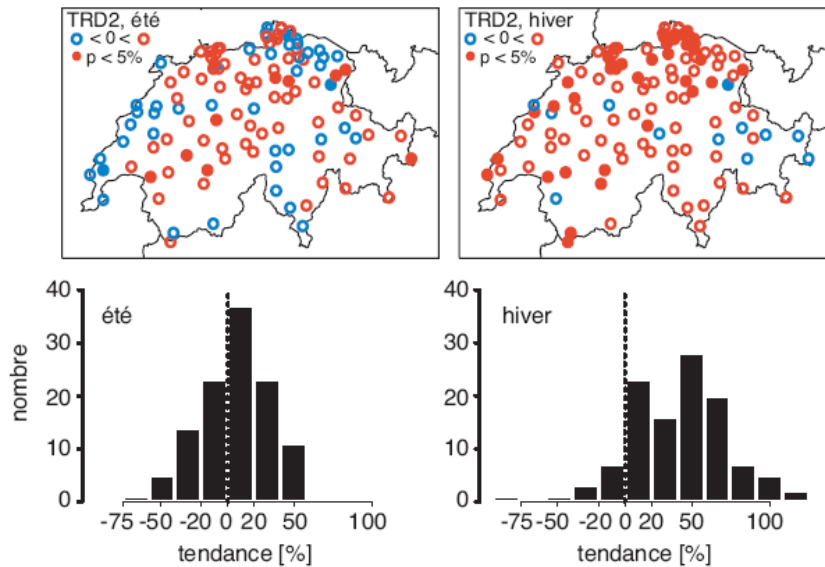 TRD2, été
< 0 <
p < 5%
TRD2, hiver
< 0 <
p < 5%
nombre
40
30
20
10
0
été
-75 -50 -20 0 20 50 100
tendance [%]
40
30
20
10
0
hiver
-75 -50 -20 0 20 50 100
tendance [%]